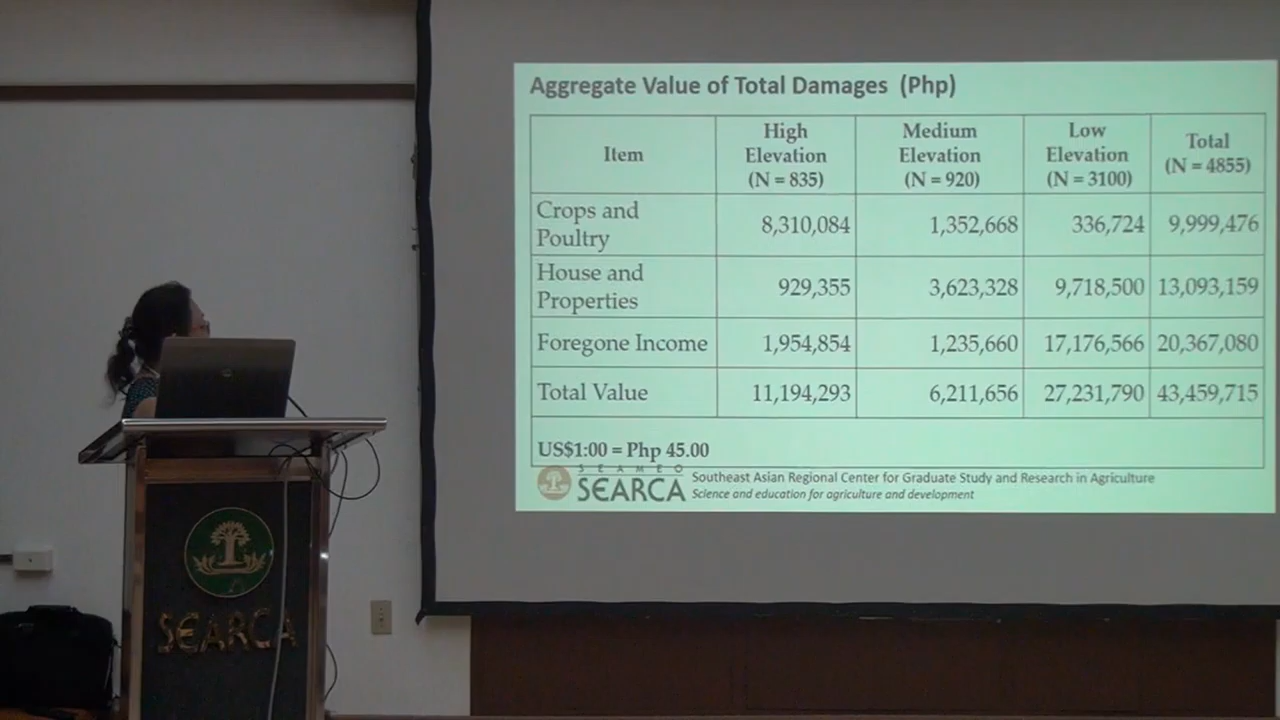 Aggregate Value of Total Damages (Php)
Item
High
Elevation
(N = 835)
Medium
Elevation
(N = 920)
Low
Elevation
(N = 3100)
Total
(N = 4855)
Crops and
Poultry
8,310,084
1,352,668
336,724
9,999,476
House and
Properties
929,355
3,623,328
9,718,500
13,093,159
Foregone Income
1,954,854
1,235,660
17,176,566
20,367,080
Total Value
11,194,293
6,211,656
27,231,790
43,459,715
US$1:00 = Php 45.00
SEAMEO
SEARCA
Southeast Asian Regional Center for Graduate Study and Research in Agriculture
Science and education for agriculture and development
SEARCA